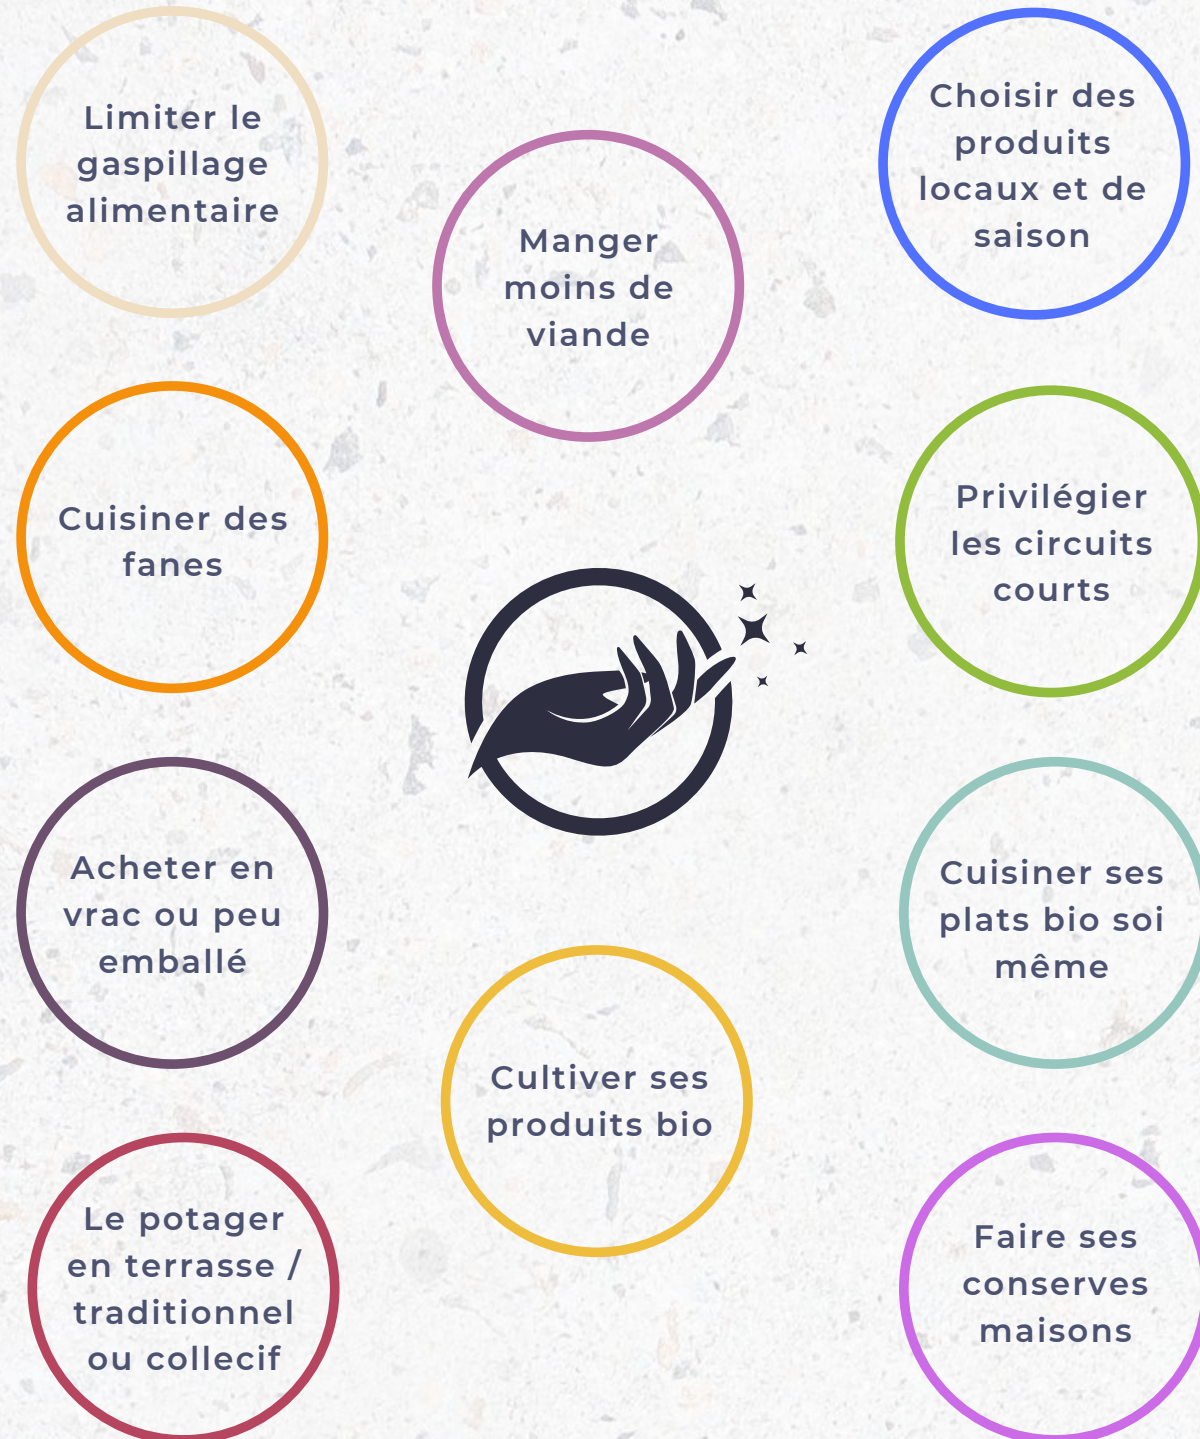 Limiter le
gaspillage
alimentaire
Manger
moins de
viande
Choisir des
produits
locaux et de
saison
Cuisiner des
fanes
Privilégier
les circuits
courts
Acheter en
vrac ou peu
emballé
Cuisiner ses
plats bio soi
même
Cultiver ses
produits bio
Le potager
en terrasse /
traditionnel
ou collecif
Faire ses
conserves
maisons